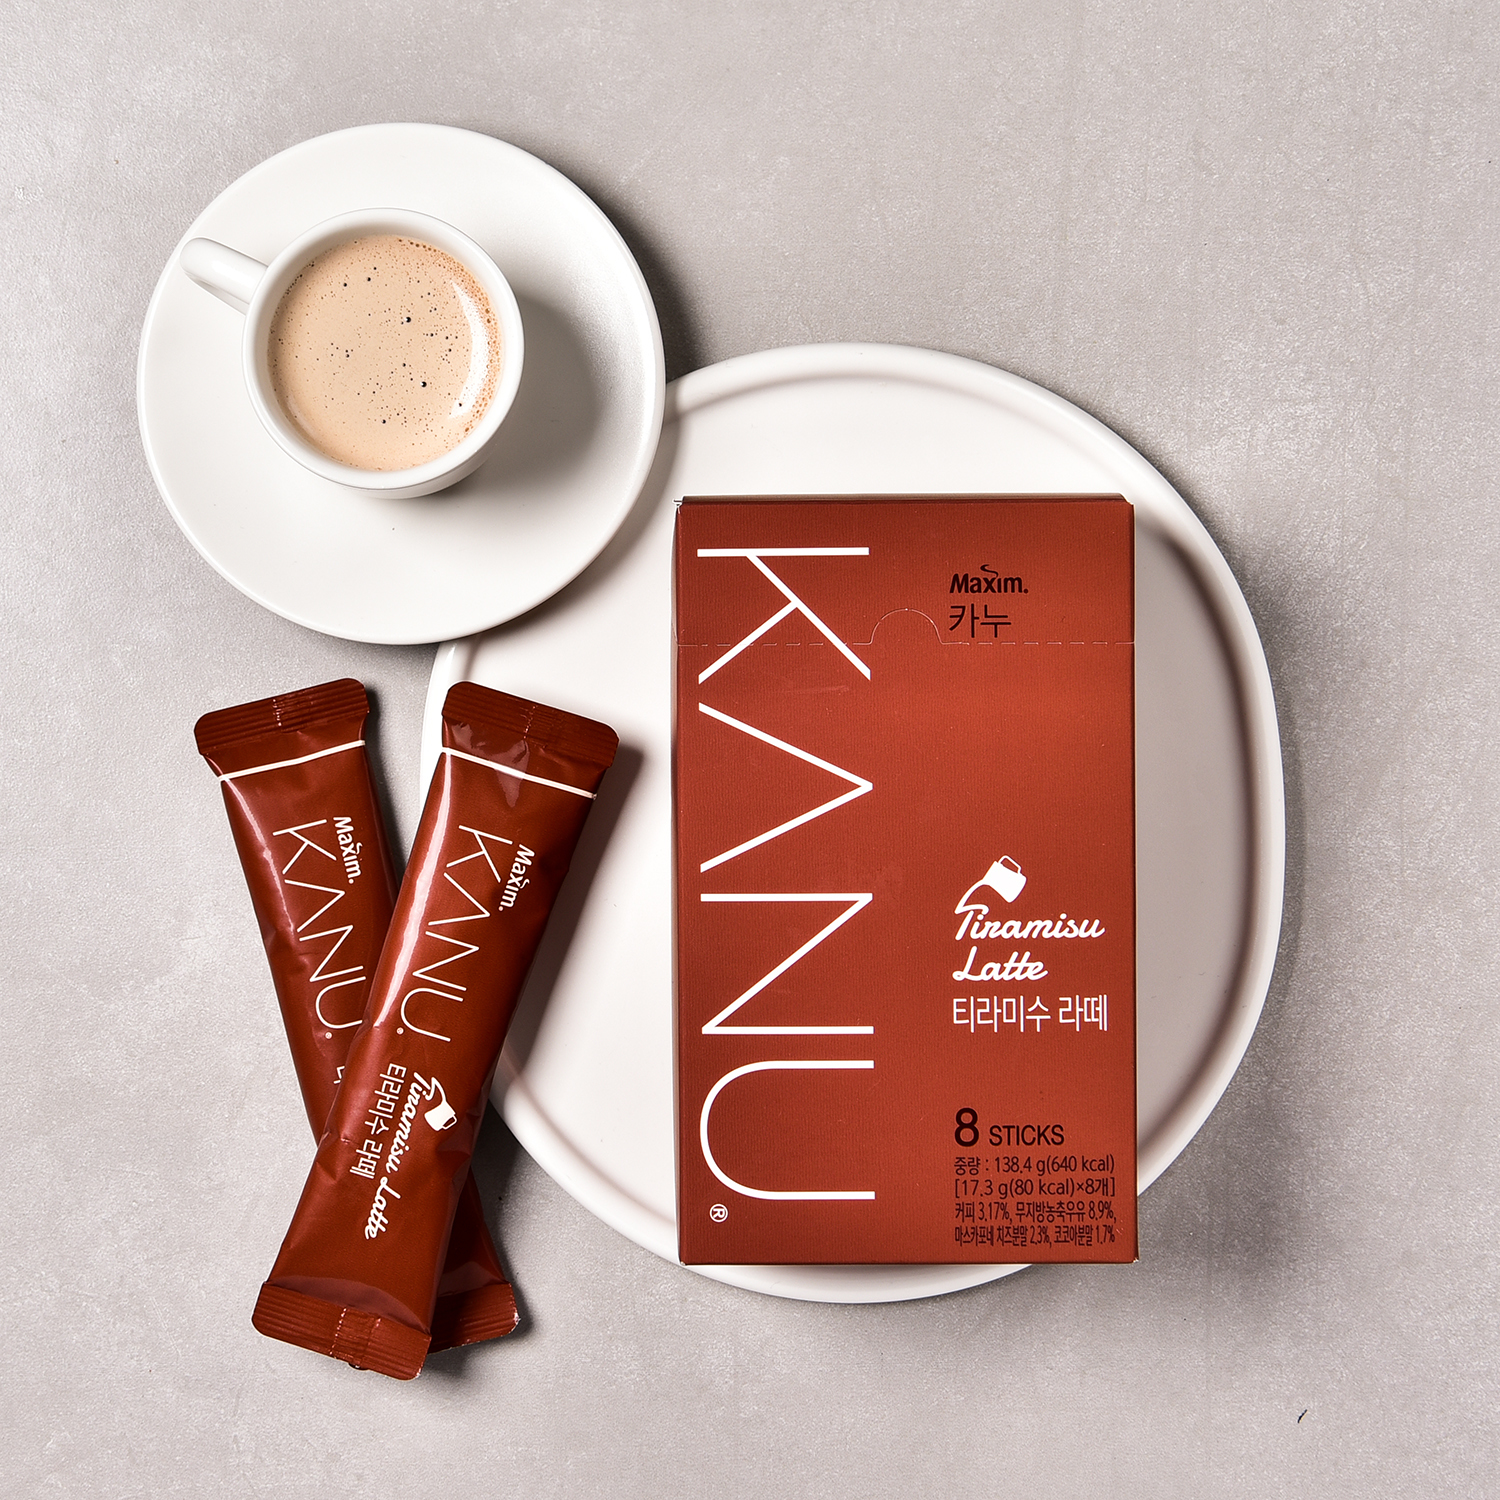 Maxim.
카누
KANU®
Tiramisu
Latte
티라미수 라떼
8 STICKS
중량 : 138.4 g(640 kcal)
[17.3 g(80 kcal)×8개]
커피 3.17%, 무지방농축우유 8.9%,
마스카포네 치즈분말 2.3%, 코코아분말 1.7%
Maxim.
KANU.
Maxim.
KANU.
Tiramisu Latte
티라미수 라떼